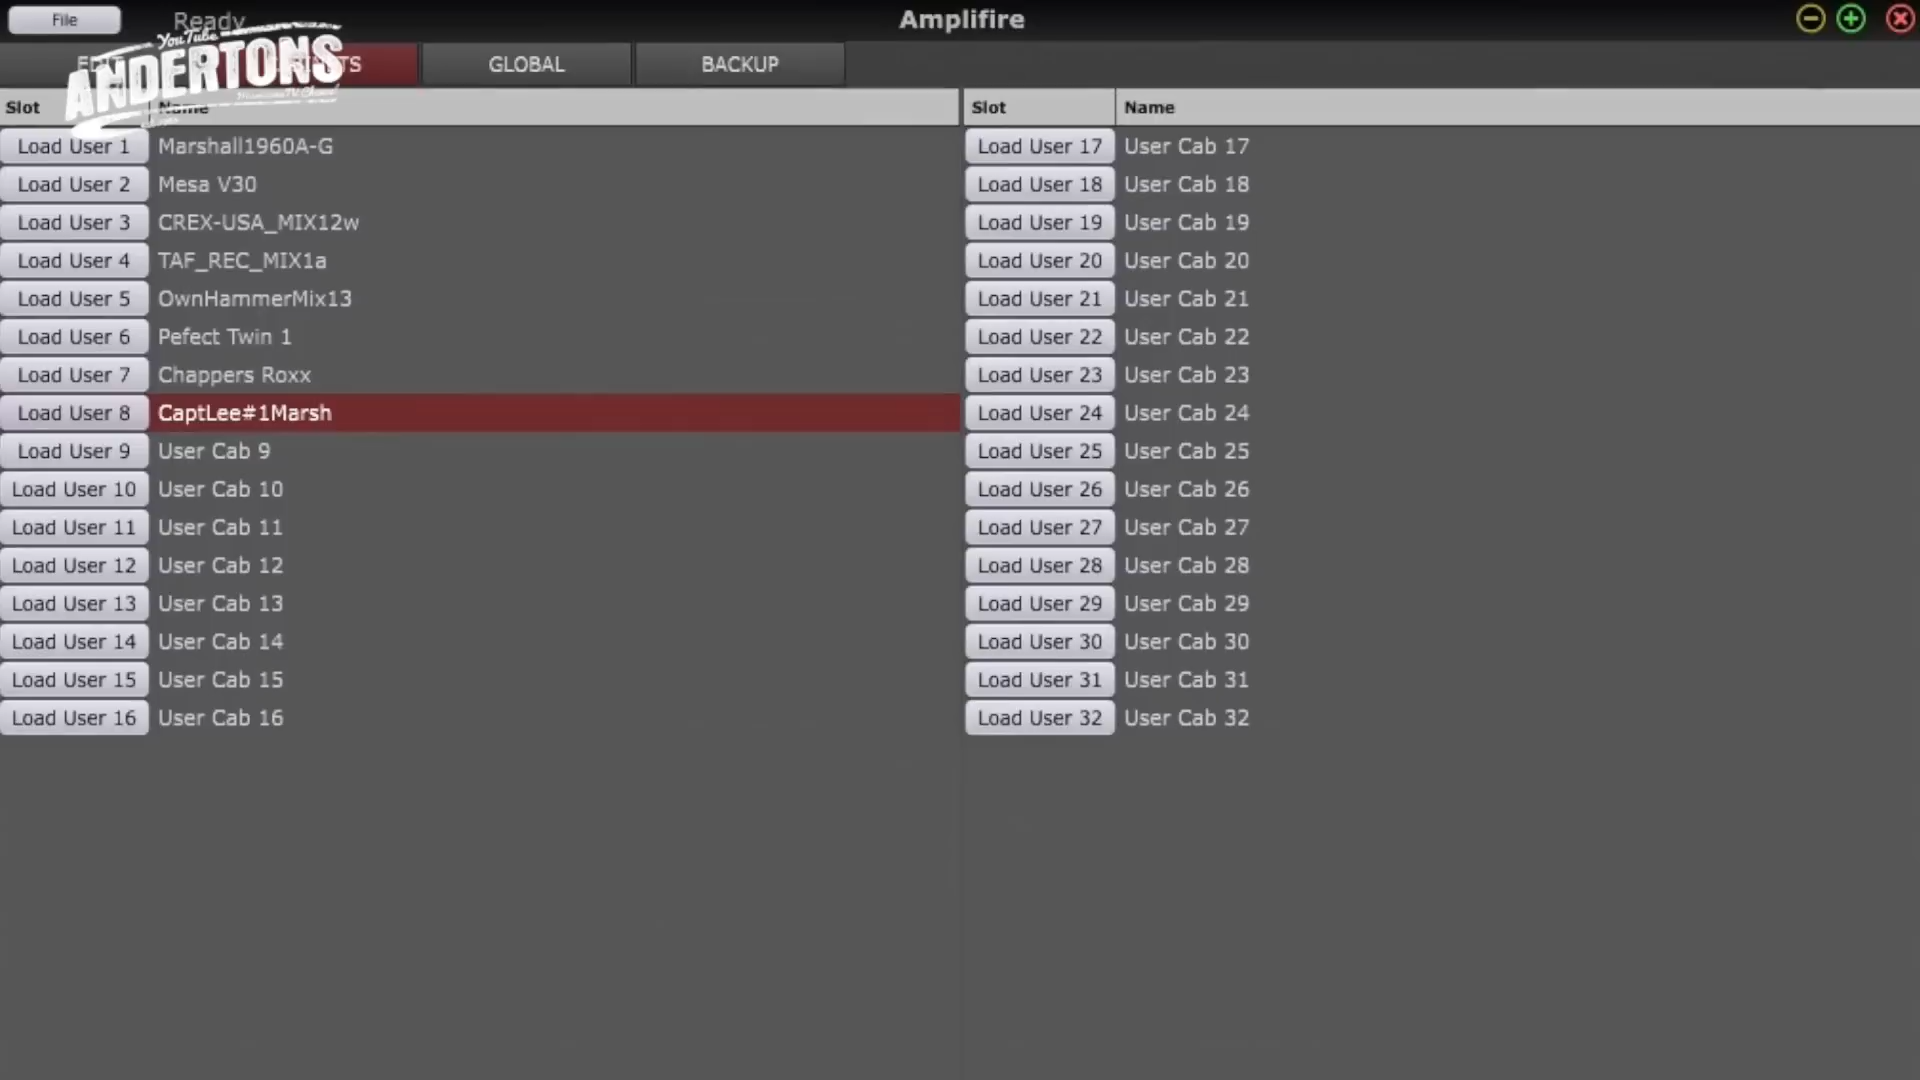 File
Ready
Amplifire
YouTube
ANDERTONS
GLOBAL
BACKUP
Slot
Name
Slot
Name
Load User 1 Marshall1960A-G
Load User 2 Mesa V30
Load User 3 CREX-USA_MIX12w
Load User 4 TAF_REC_MIX1a
Load User 5 OwnHammerMix13
Load User 6 Pefect Twin 1
Load User 7 Chappers Roxx
Load User 8 CaptLee#1Marsh
Load User 9 User Cab 9
Load User 10 User Cab 10
Load User 11 User Cab 11
Load User 12 User Cab 12
Load User 13 User Cab 13
Load User 14 User Cab 14
Load User 15 User Cab 15
Load User 16 User Cab 16
Load User 17 User Cab 17
Load User 18 User Cab 18
Load User 19 User Cab 19
Load User 20 User Cab 20
Load User 21 User Cab 21
Load User 22 User Cab 22
Load User 23 User Cab 23
Load User 24 User Cab 24
Load User 25 User Cab 25
Load User 26 User Cab 26
Load User 27 User Cab 27
Load User 28 User Cab 28
Load User 29 User Cab 29
Load User 30 User Cab 30
Load User 31 User Cab 31
Load User 32 User Cab 32